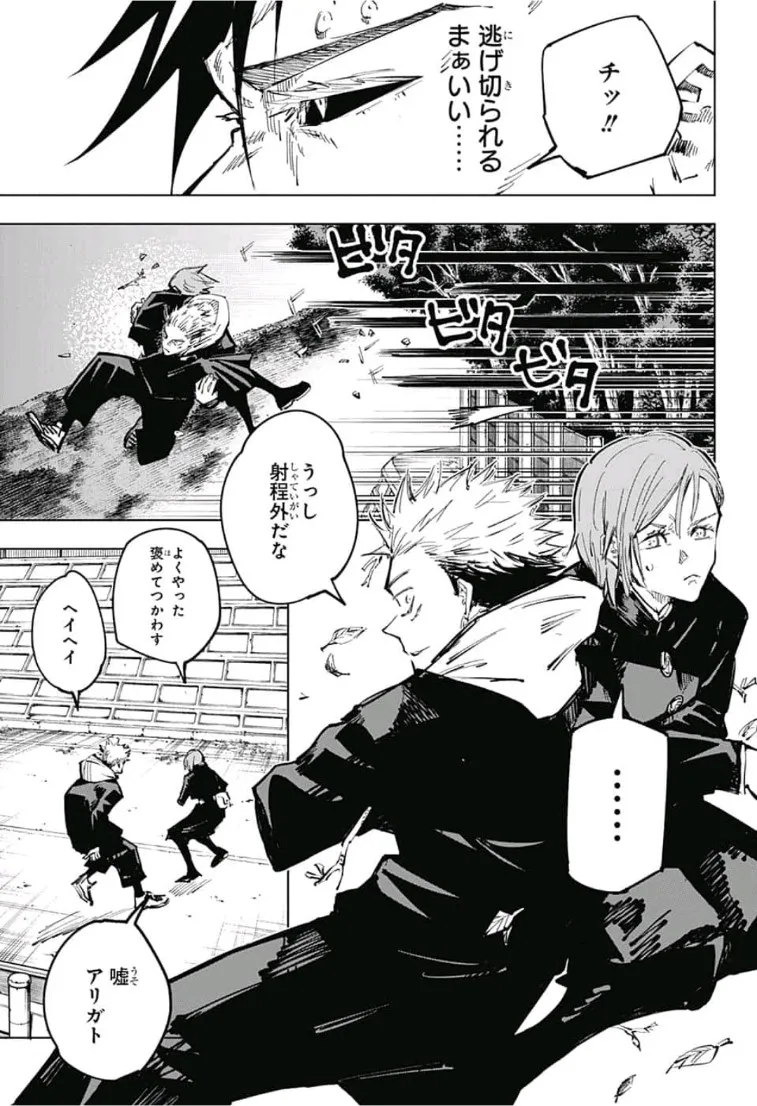 チッ!!
逃げ切られる
まぁいい……
ビタ
ビタ
ビタ
うっし
射程外だな
……
よくやった
褒めてつかわす
ヘイヘイ
嘘
アリガト